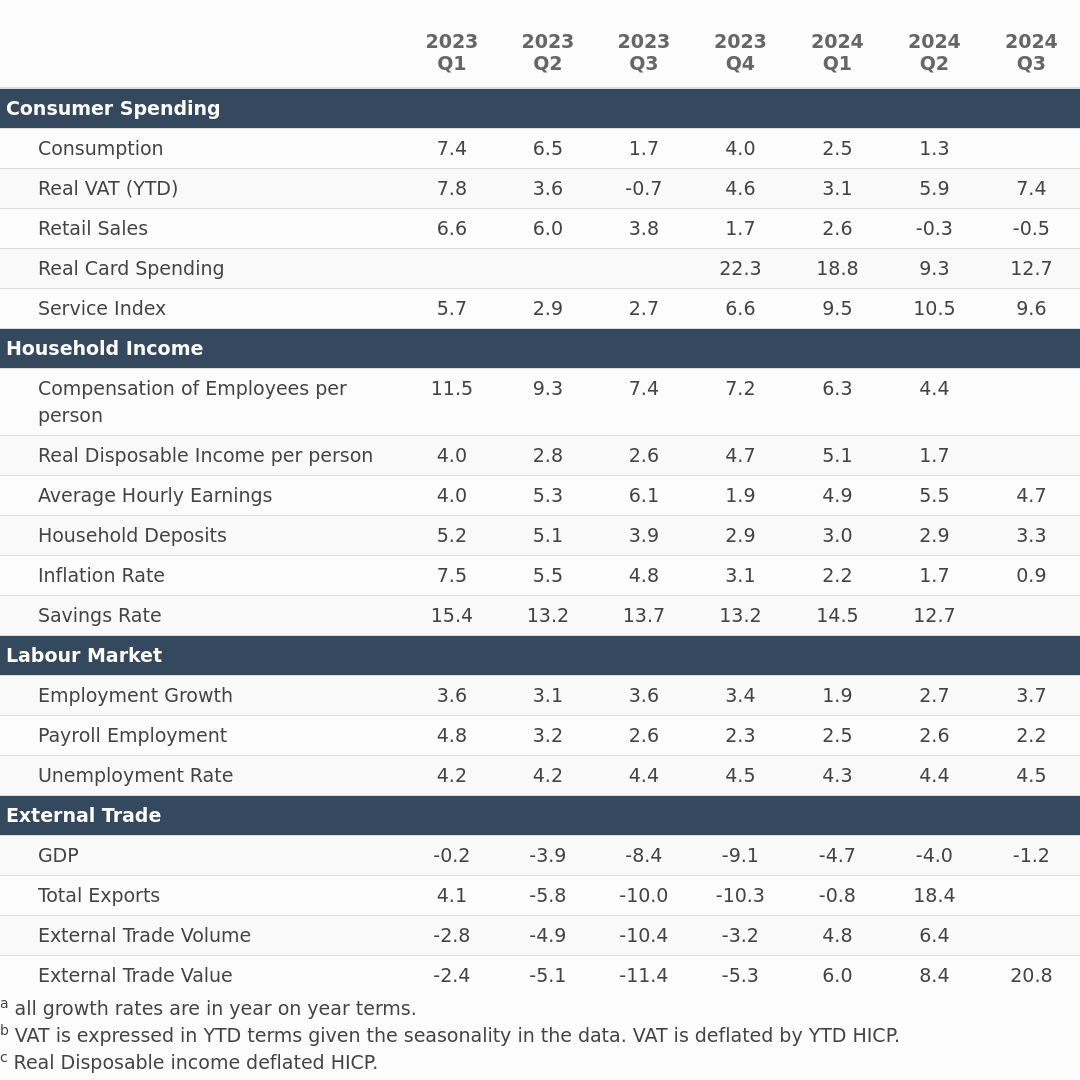 2023 2023 2023 2023 2024 2024 2024
Q1 Q2 Q3 Q4 Q1 Q2 Q3
Consumer Spending
Consumption 7.4 6.5 1.7 4.0 2.5 1.3
Real VAT (YTD) 7.8 3.6 -0.7 4.6 3.1 5.9 7.4
Retail Sales 6.6 6.0 3.8 1.7 2.6 -0.3 -0.5
Real Card Spending 22.3 18.8 9.3 12.7
Service Index 5.7 2.9 2.7 6.6 9.5 10.5 9.6
Household Income
Compensation of Employees per 11.5 9.3 7.4 7.2 6.3 4.4
person
Real Disposable Income per person 4.0 2.8 2.6 4.7 5.1 1.7
Average Hourly Earnings 4.0 5.3 6.1 1.9 4.9 5.5 4.7
Household Deposits 5.2 5.1 3.9 2.9 3.0 2.9 3.3
Inflation Rate 7.5 5.5 4.8 3.1 2.2 1.7 0.9
Savings Rate 15.4 13.2 13.7 13.2 14.5 12.7
Labour Market
Employment Growth 3.6 3.1 3.6 3.4 1.9 2.7 3.7
Payroll Employment 4.8 3.2 2.6 2.3 2.5 2.6 2.2
Unemployment Rate 4.2 4.2 4.4 4.5 4.3 4.4 4.5
External Trade
GDP -0.2 -3.9 -8.4 -9.1 -4.7 -4.0 -1.2
Total Exports 4.1 -5.8 -10.0 -10.3 -0.8 18.4
External Trade Volume -2.8 -4.9 -10.4 -3.2 4.8 6.4
External Trade Value -2.4 -5.1 -11.4 -5.3 6.0 8.4 20.8
a all growth rates are in year on year terms.
b VAT is expressed in YTD terms given the seasonality in the data. VAT is deflated by YTD HICP.
c Real Disposable income deflated HICP.